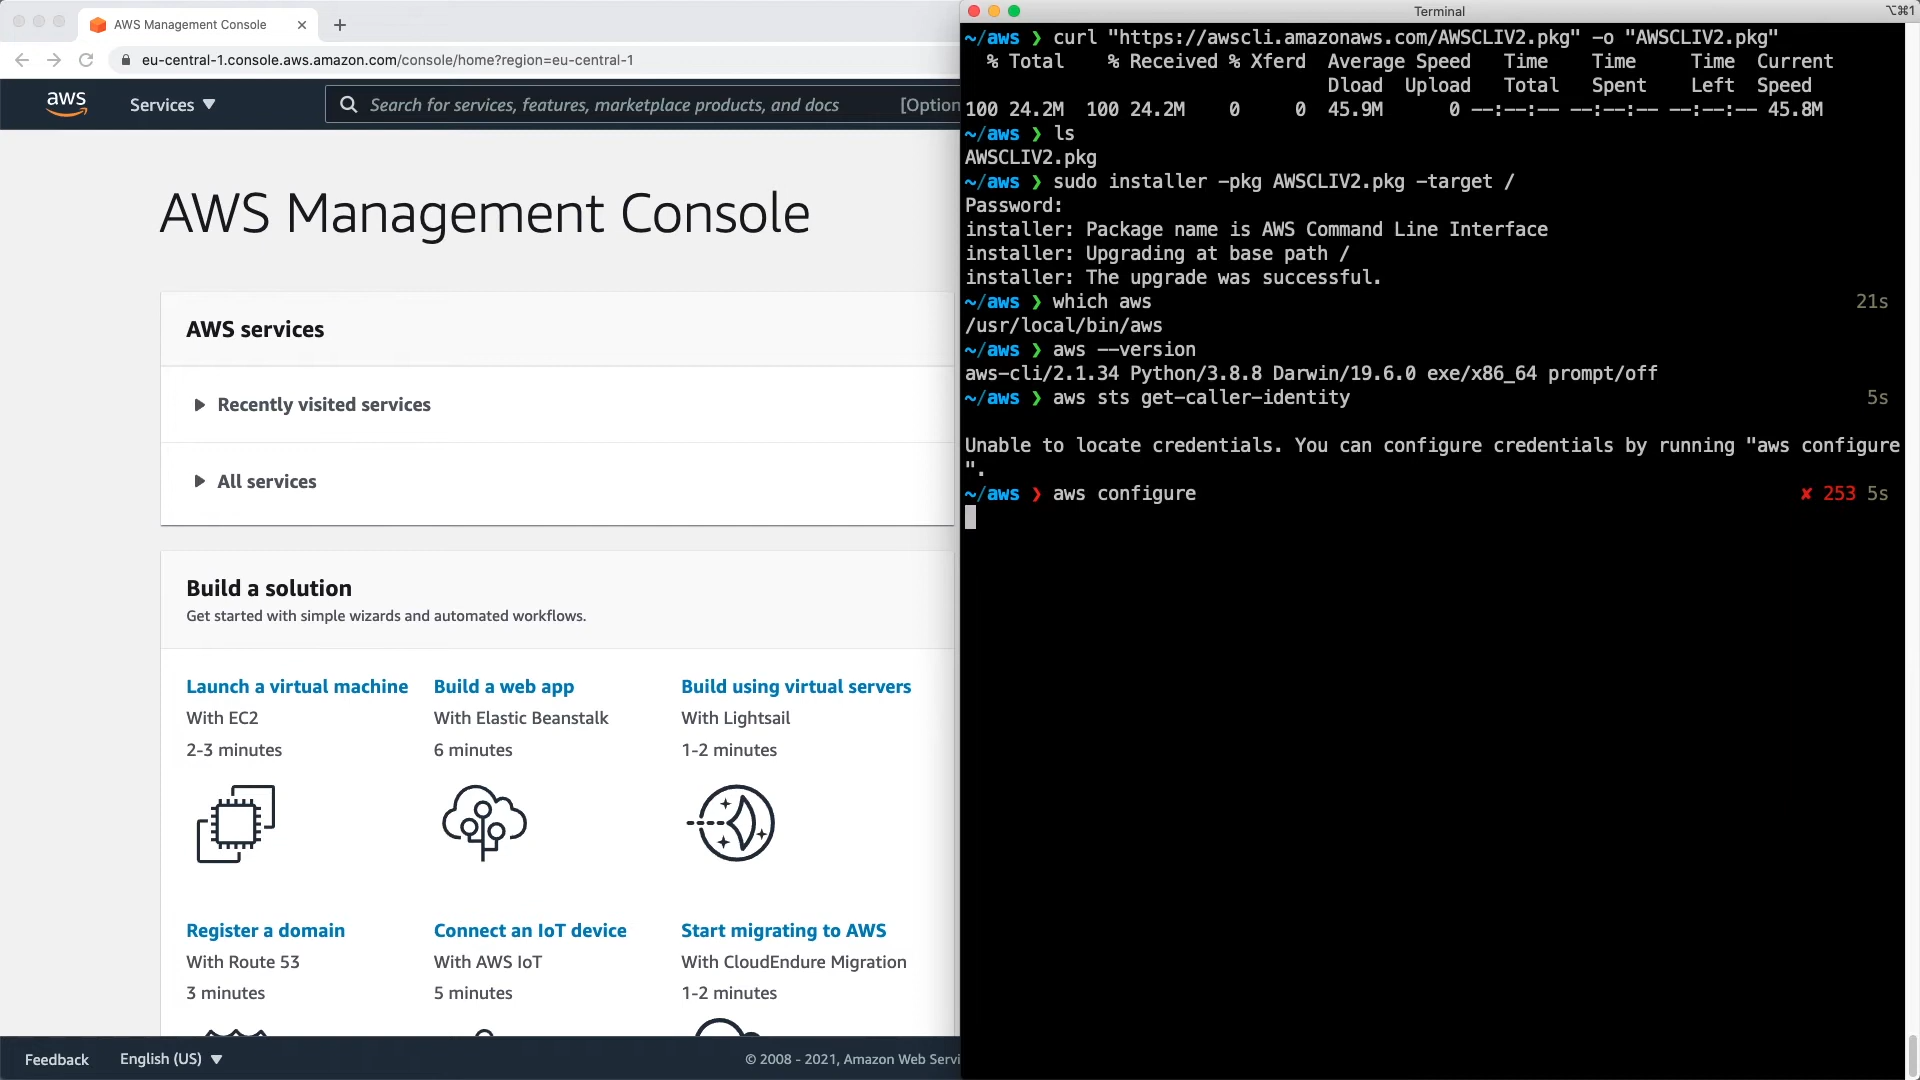 AWS Management Console
eu-central-1.console.aws.amazon.com/console/home?region=eu-central-1
aws
Services ▼
Search for services, features, marketplace products, and docs [Option
AWS Management Console
AWS services
Recently visited services
All services
Build a solution
Get started with simple wizards and automated workflows.
Launch a virtual machine
With EC2
2-3 minutes
Build a web app
With Elastic Beanstalk
6 minutes
Build using virtual servers
With Lightsail
1-2 minutes
Register a domain
With Route 53
3 minutes
Connect an IoT device
With AWS IoT
5 minutes
Start migrating to AWS
With CloudEndure Migration
1-2 minutes
Feedback English (US) ▼ © 2008 - 2021, Amazon Web Servi
Terminal ⌥⌘1
~/aws ❯ curl "https://awscli.amazonaws.com/AWSCLIV2.pkg" -o "AWSCLIV2.pkg"
% Total % Received % Xferd Average Speed Time Time Time Current
Dload Upload Total Spent Left Speed
100 24.2M 100 24.2M 0 0 45.9M 0 --:--:-- --:--:-- --:--:-- 45.8M
~/aws ❯ ls
AWSCLIV2.pkg
~/aws ❯ sudo installer -pkg AWSCLIV2.pkg -target /
Password:
installer: Package name is AWS Command Line Interface
installer: Upgrading at base path /
installer: The upgrade was successful.
~/aws ❯ which aws 21s
/usr/local/bin/aws
~/aws ❯ aws --version
aws-cli/2.1.34 Python/3.8.8 Darwin/19.6.0 exe/x86_64 prompt/off
~/aws ❯ aws sts get-caller-identity 5s
Unable to locate credentials. You can configure credentials by running "aws configure
".
~/aws ❯ aws configure ✘ 253 5s